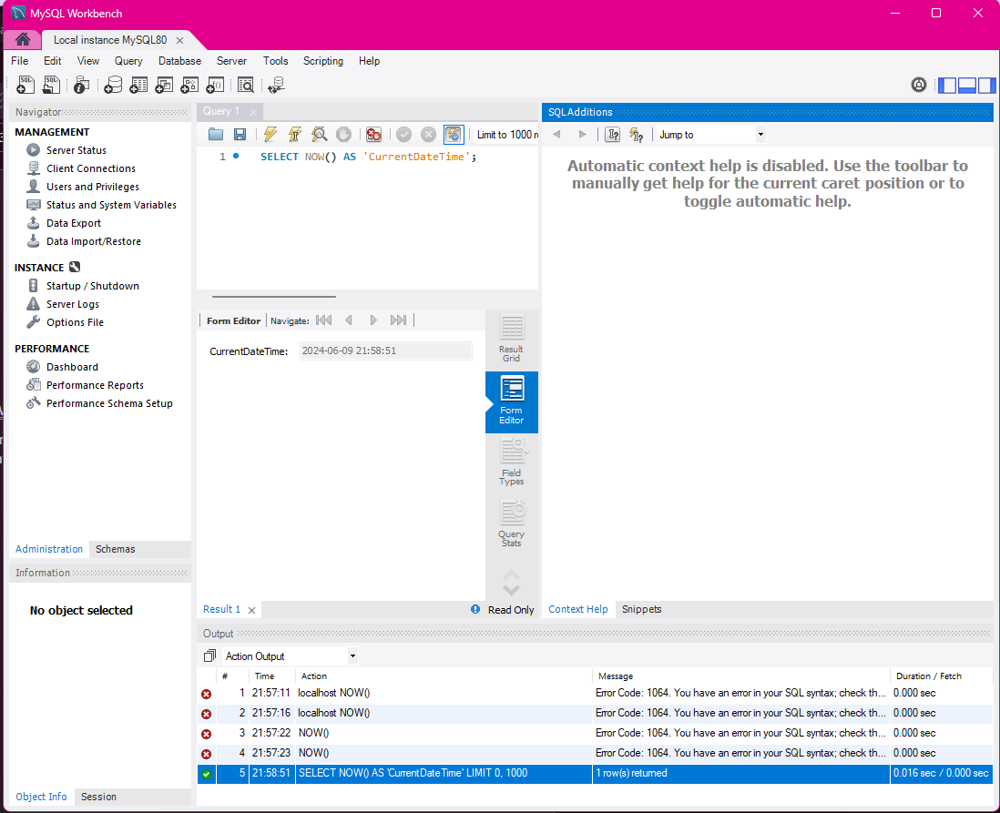 MySQL Workbench
Local instance MySQL80
File Edit View Query Database Server Tools Scripting Help
Navigator
MANAGEMENT
Server Status
Client Connections
Users and Privileges
Status and System Variables
Data Export
Data Import/Restore
INSTANCE
Startup / Shutdown
Server Logs
Options File
PERFORMANCE
Dashboard
Performance Reports
Performance Schema Setup
Administration Schemas
Information
No object selected
Object Info Session
Query 1
Limit to 1000 r
1 SELECT NOW() AS 'CurrentDateTime';
Form Editor Navigate:
CurrentDateTime: 2024-06-09 21:58:51
Result
Grid
Form
Editor
Field
Types
Query
Stats
Result 1 Read Only
SQLAdditions
Jump to
Automatic context help is disabled. Use the toolbar to
manually get help for the current caret position or to
toggle automatic help.
Context Help Snippets
Output
Action Output
# Time Action Message Duration / Fetch
1 21:57:11 localhost NOW() Error Code: 1064. You have an error in your SQL syntax; check th... 0.000 sec
2 21:57:16 localhost NOW() Error Code: 1064. You have an error in your SQL syntax; check th... 0.000 sec
3 21:57:22 NOW() Error Code: 1064. You have an error in your SQL syntax; check th... 0.000 sec
4 21:57:23 NOW() Error Code: 1064. You have an error in your SQL syntax; check th... 0.000 sec
5 21:58:51 SELECT NOW() AS 'CurrentDateTime' LIMIT 0, 1000 1 row(s) returned 0.016 sec / 0.000 sec